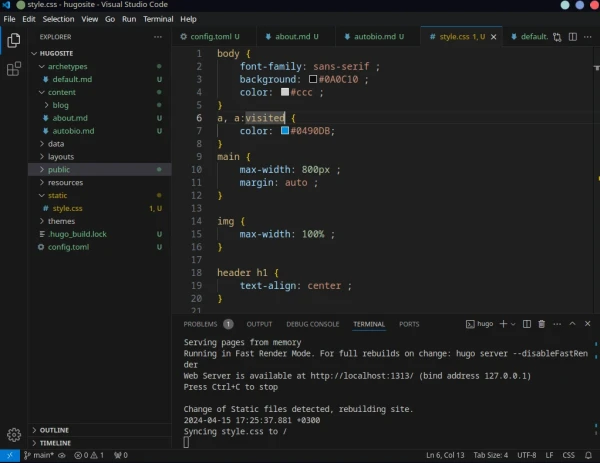 style.css - hugosite - Visual Studio Code
File Edit Selection View Go Run Terminal Help
EXPLORER
HUGOSITE
archetypes
default.md U
content
blog
about.md U
autobio.md U
data
layouts
public
resources
static
style.css 1, U
themes
.hugo_build.lock U
config.toml U
OUTLINE
TIMELINE
config.toml U about.md U autobio.md U style.css 1, U default.
1 body {
2 font-family: sans-serif ;
3 background: #0A0C10 ;
4 color: #ccc ;
5 }
6 a, a:visited {
7 color: #0490DB;
8 }
9 main {
10 max-width: 800px ;
11 margin: auto ;
12 }
13
14 img {
15 max-width: 100% ;
16 }
17
18 header h1 {
19 text-align: center ;
20 }
21
PROBLEMS 1 OUTPUT DEBUG CONSOLE TERMINAL PORTS hugo
Serving pages from memory
Running in Fast Render Mode. For full rebuilds on change: hugo server --disableFastRen
der
Web Server is available at http://localhost:1313/ (bind address 127.0.0.1)
Press Ctrl+C to stop
Change of Static files detected, rebuilding site.
2024-04-15 17:25:37.881 +0300
Syncing style.css to /
main* 0 1 0 Ln 6, Col 13 Tab Size: 4 UTF-8 LF CSS